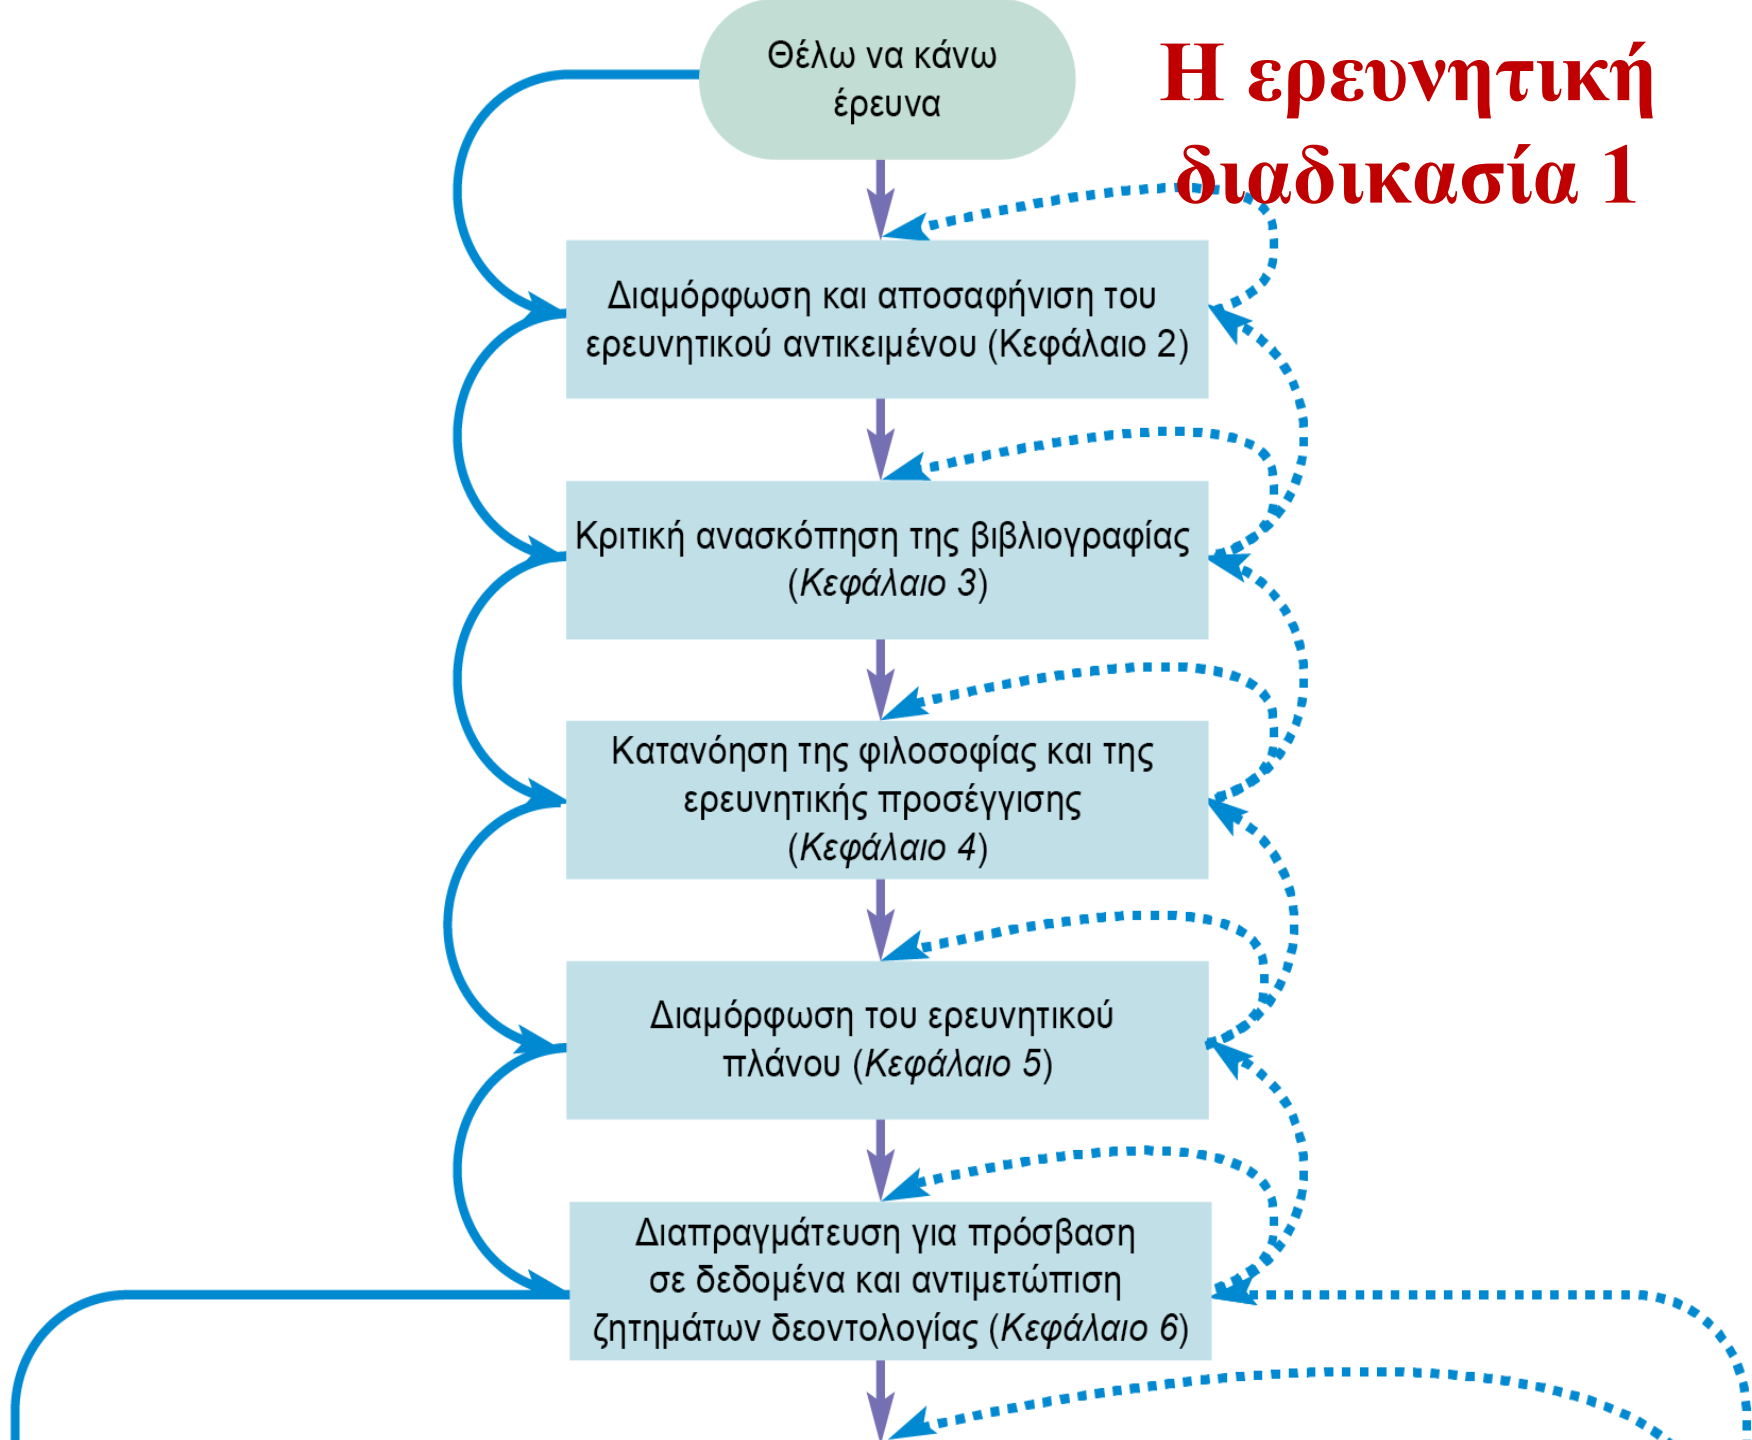 Θέλω να κάνω
έρευνα
Η ερευνητική
διαδικασία 1
Διαμόρφωση και αποσαφήνιση του
ερευνητικού αντικειμένου (Κεφάλαιο 2)
Κριτική ανασκόπηση της βιβλιογραφίας
(Κεφάλαιο 3)
Κατανόηση της φιλοσοφίας και της
ερευνητικής προσέγγισης
(Κεφάλαιο 4)
Διαμόρφωση του ερευνητικού
πλάνου (Κεφάλαιο 5)
Διαπραγμάτευση για πρόσβαση
σε δεδομένα και αντιμετώπιση
ζητημάτων δεοντολογίας (Κεφάλαιο 6)